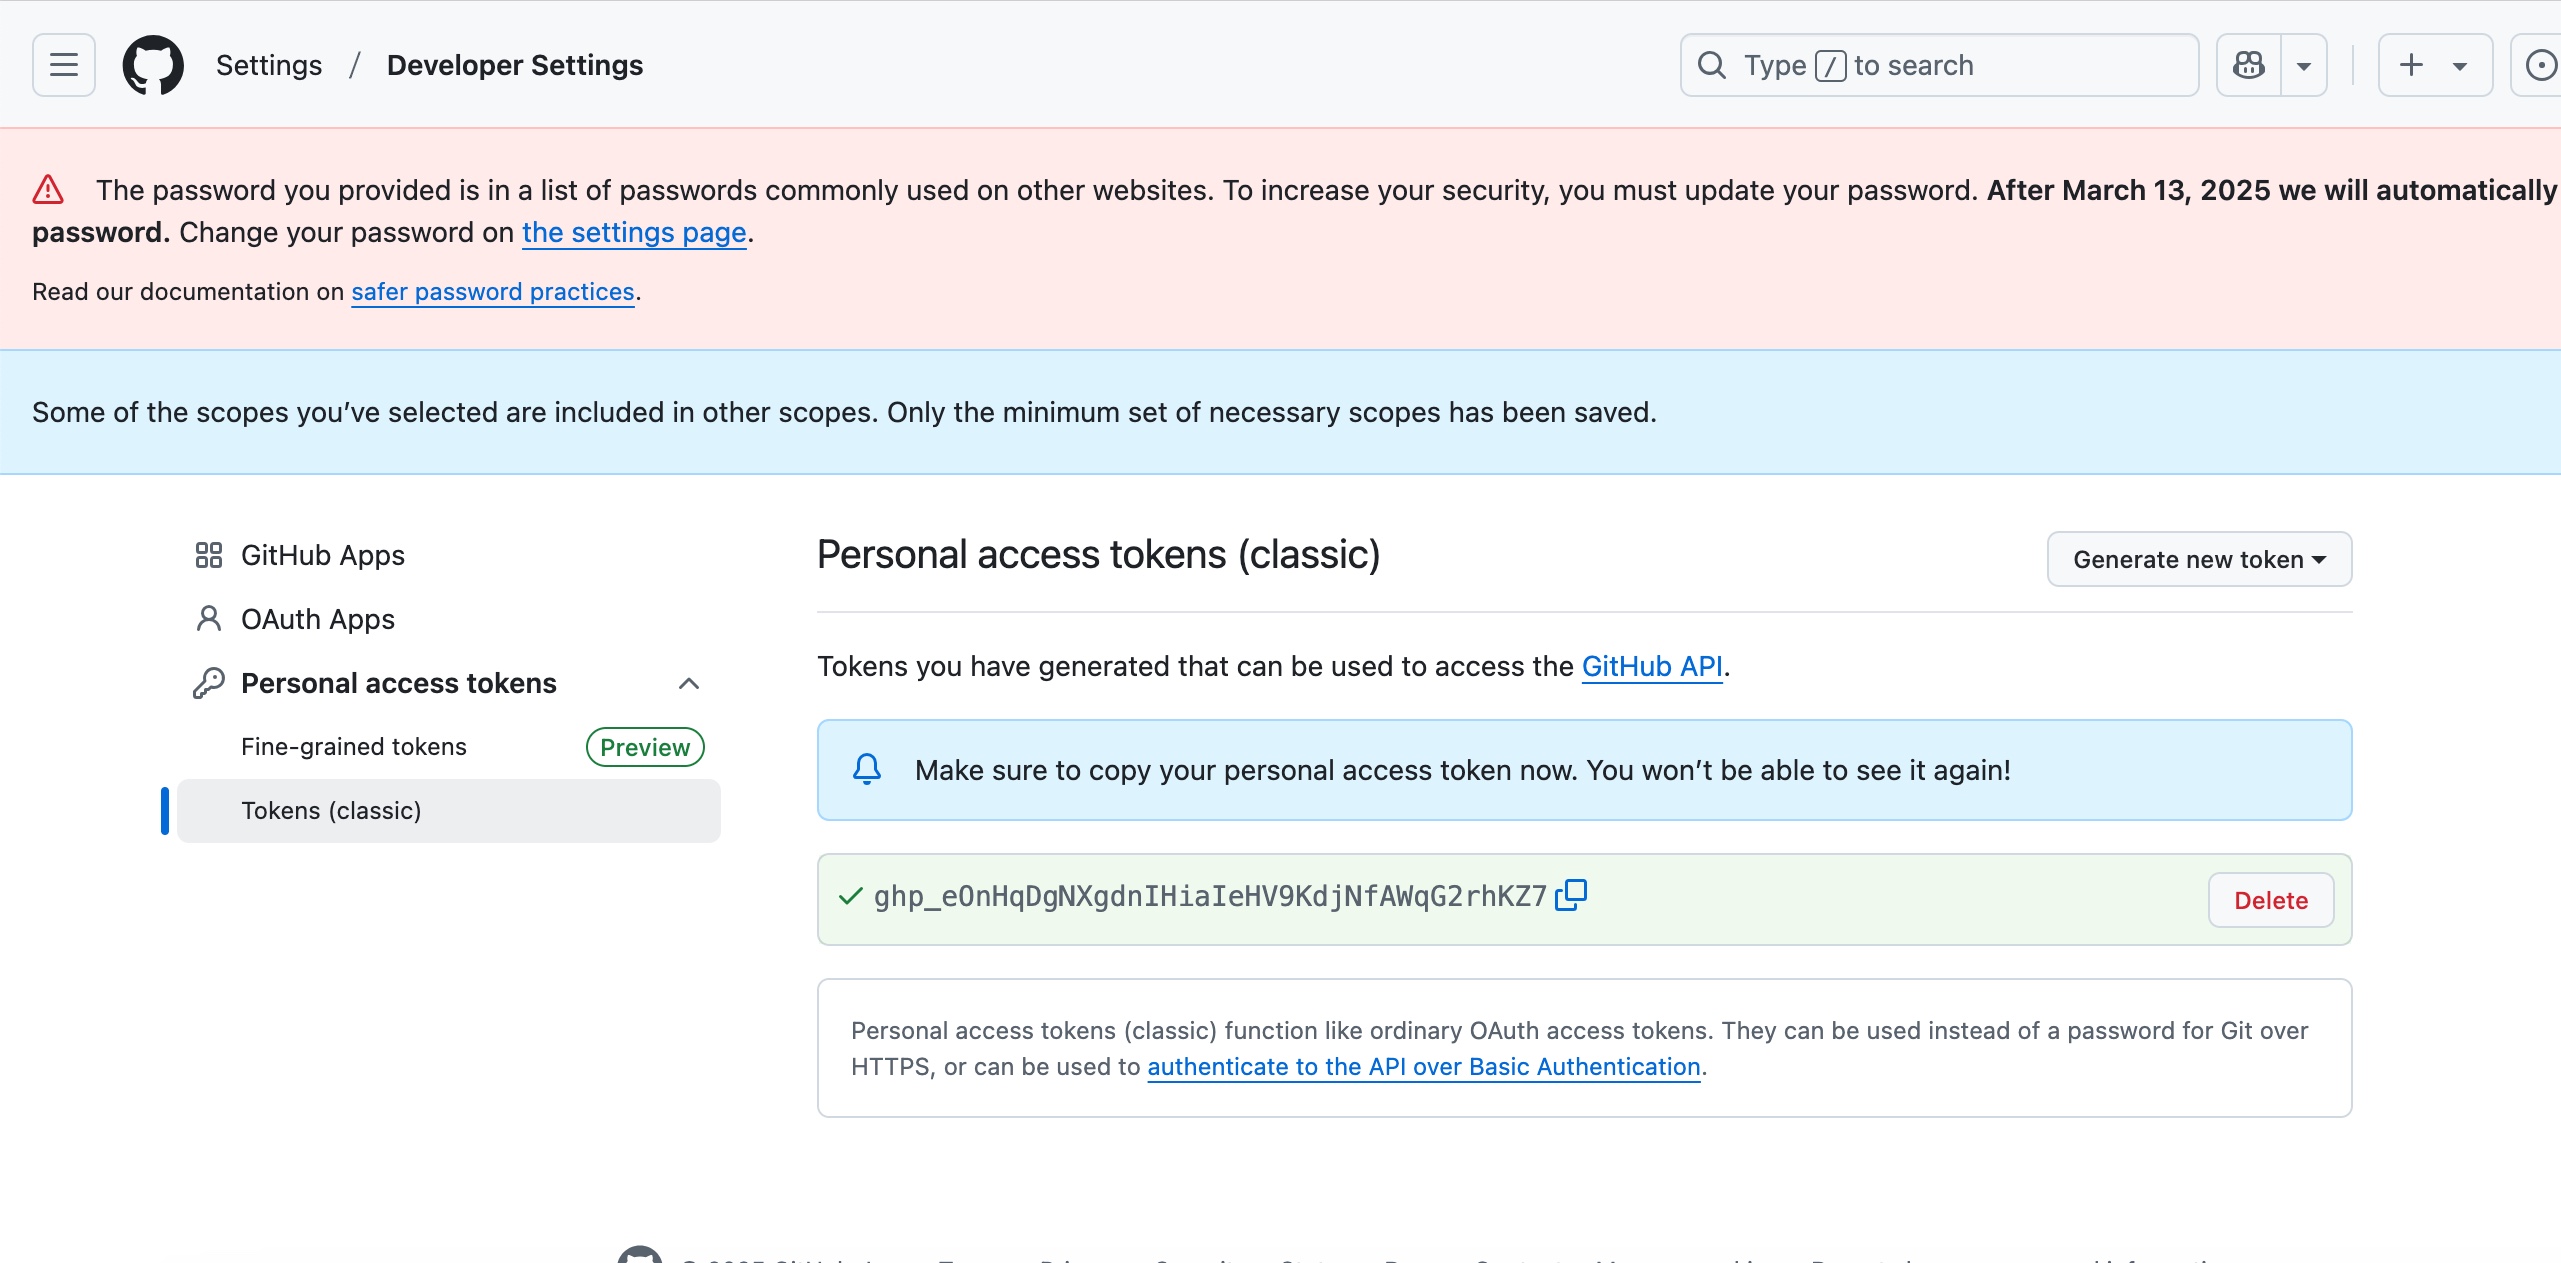 Settings / Developer Settings
Type / to search
The password you provided is in a list of passwords commonly used on other websites. To increase your security, you must update your password. After March 13, 2025 we will automatically
password. Change your password on the settings page.
Read our documentation on safer password practices.
Some of the scopes you’ve selected are included in other scopes. Only the minimum set of necessary scopes has been saved.
GitHub Apps
OAuth Apps
Personal access tokens
Fine-grained tokens Preview
Tokens (classic)
Personal access tokens (classic)
Generate new token
Tokens you have generated that can be used to access the GitHub API.
Make sure to copy your personal access token now. You won’t be able to see it again!
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
Delete
Personal access tokens (classic) function like ordinary OAuth access tokens. They can be used instead of a password for Git over
HTTPS, or can be used to authenticate to the API over Basic Authentication.